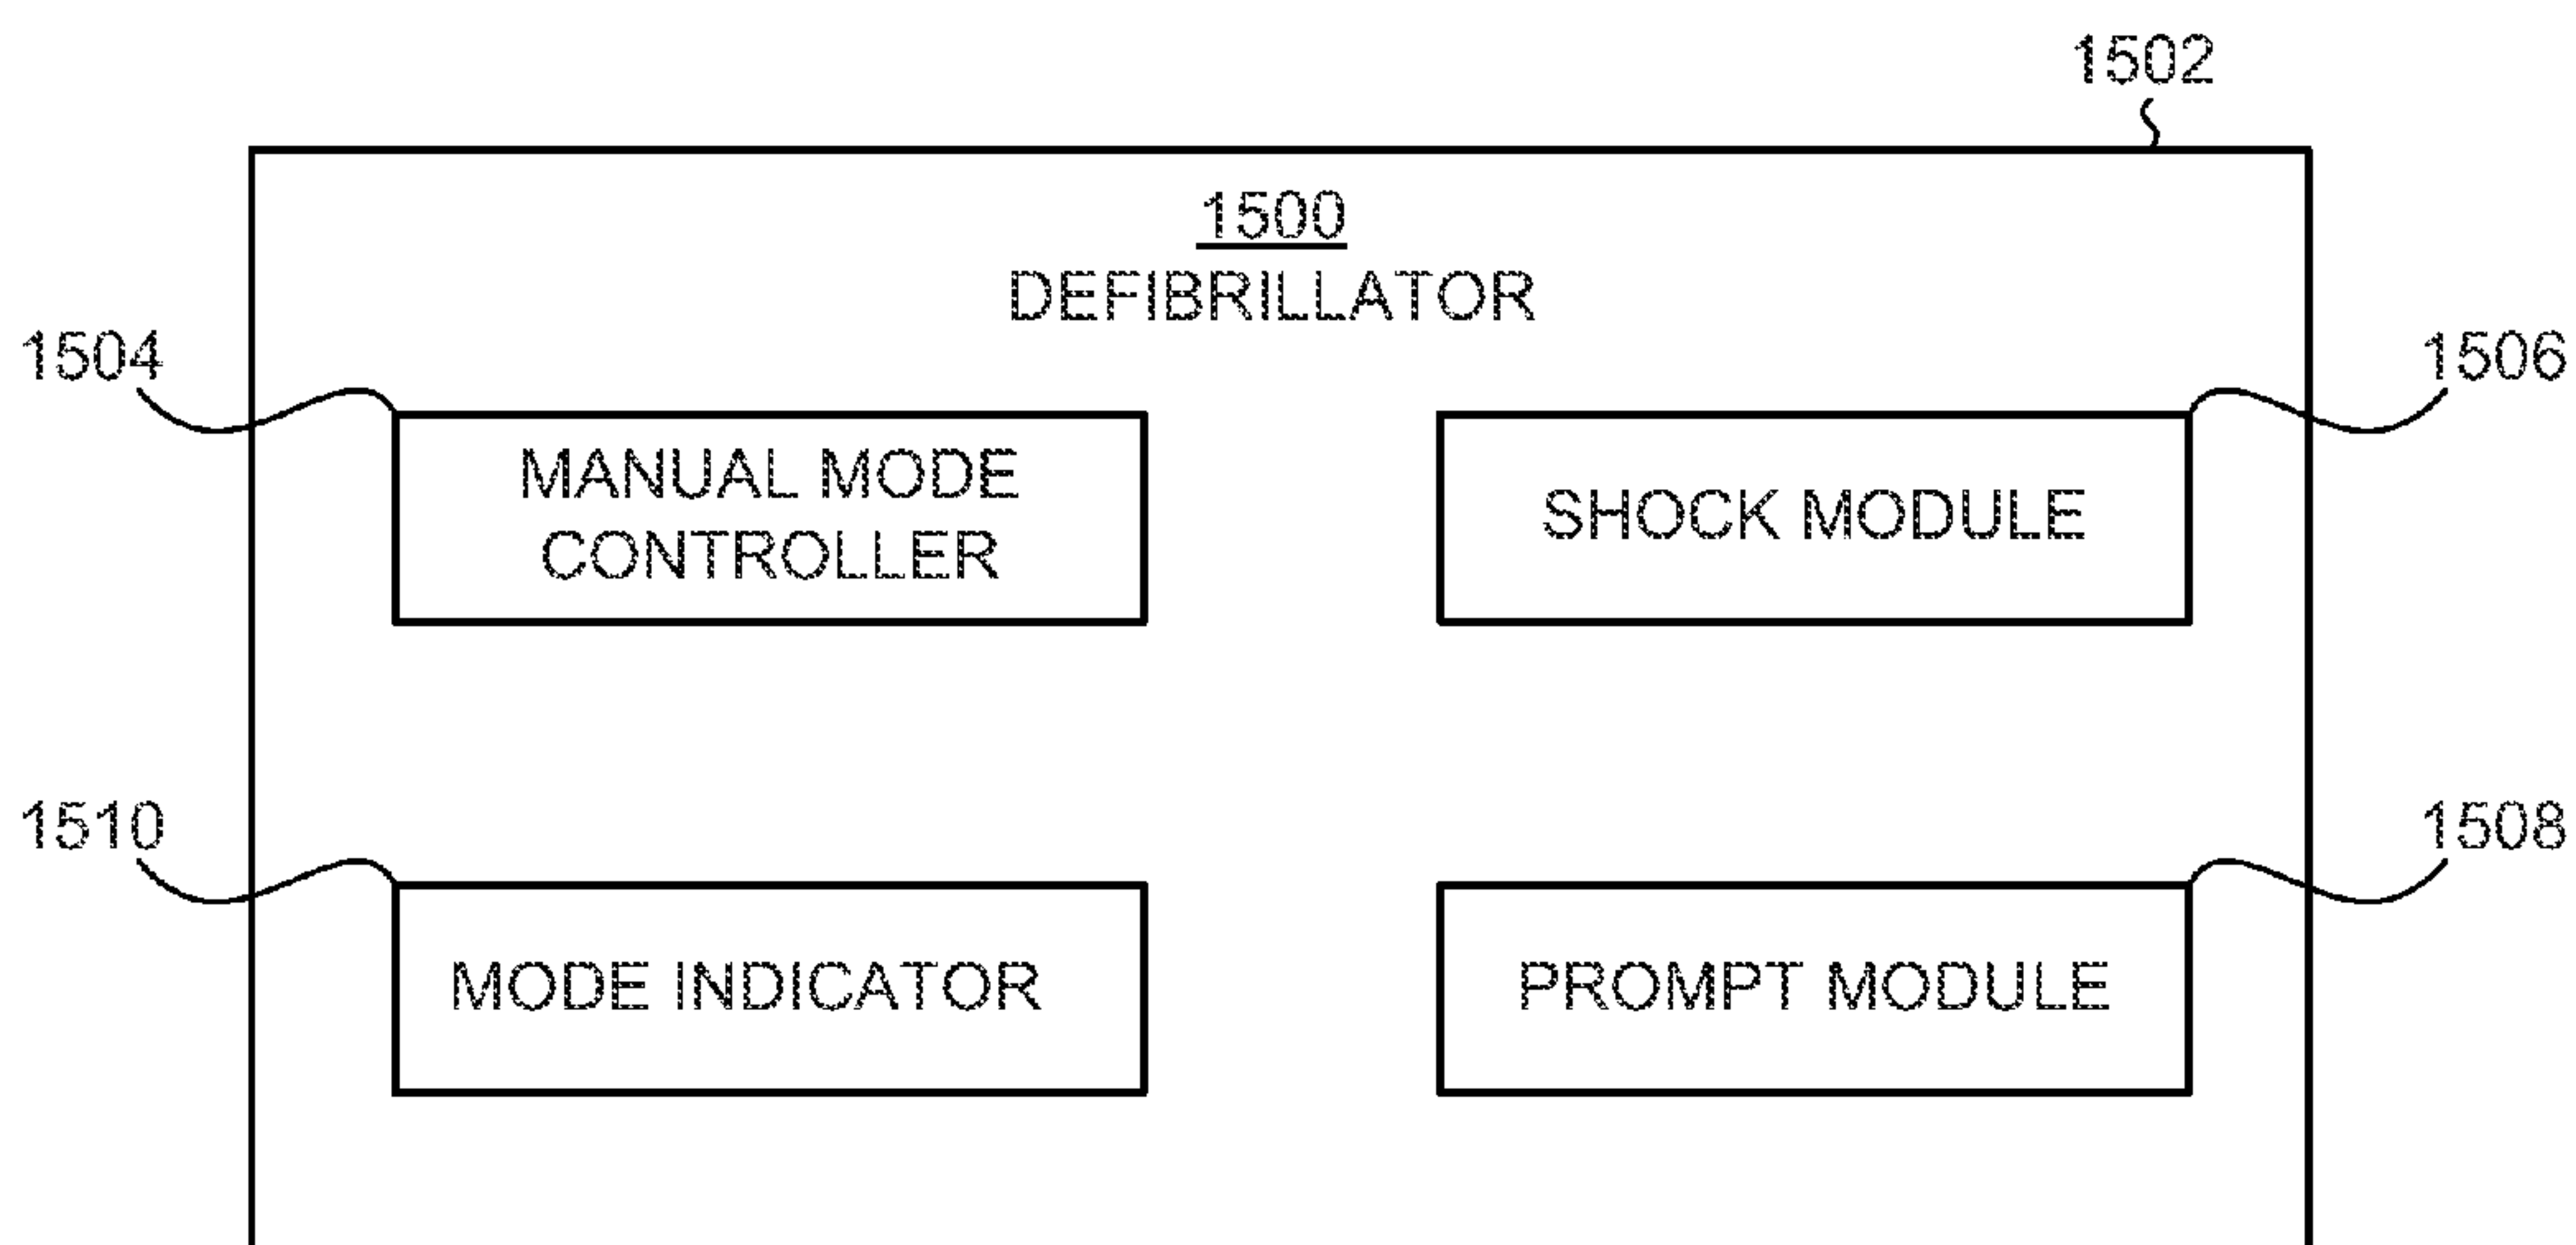 1502
1500
DEFIBRILLATOR
1504
1506
MANUAL MODE
CONTROLLER
SHOCK MODULE
1510
1508
MODE INDICATOR
PROMPT MODULE